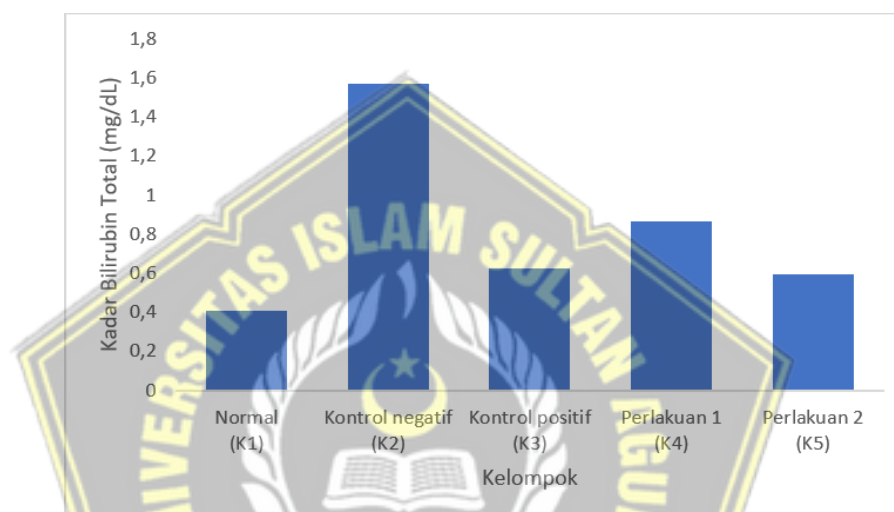 1,8
1,6
1,4
1,2
1
0,8
0,6
0,4
0,2
0
Kadar Bilirubin Total (mg/dL)
Normal
(K1)
Kontrol negatif
(K2)
Kontrol positif
(K3)
Perlakuan 1
(K4)
Perlakuan 2
(K5)
Kelompok
UNIVERSITAS ISLAM SULTAN AGUN